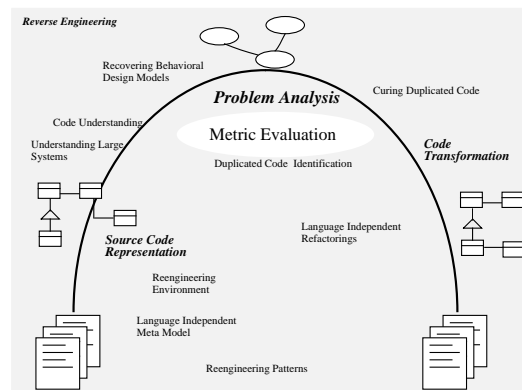 Reverse Engineering
Recovering Behavioral
Design Models
Problem Analysis
Curing Duplicated Code
Code Understanding
Metric Evaluation
Understanding Large
Systems
Code
Transformation
Duplicated Code Identification
Language Independent
Refactorings
Source Code
Representation
Reengineering
Environment
Language Independent
Meta Model
Reengineering Patterns